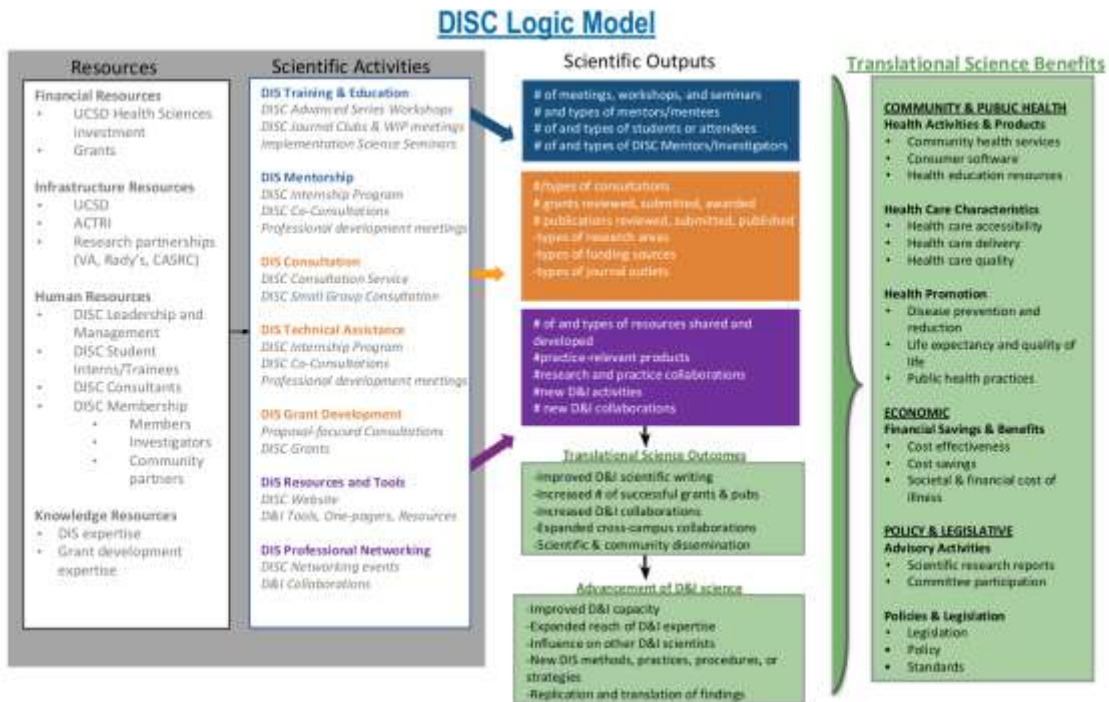 DISC Logic Model
Resources
Financial Resources
• UCSD Health Sciences
investment
• Grants
Infrastructure Resources
• UCSD
• ACTRI
• Research partnerships
(VA, Rady's, CASRC)
Human Resources
• DISC Leadership and
Management
• DISC Student
Interns/Trainees
• DISC Consultants
• DISC Membership
• Members
• Investigators
• Community
partners
Knowledge Resources
• DIS expertise
• Grant development
expertise
Scientific Activities
DIS Training & Education
DISC Advanced Series Workshops
DISC Journal Clubs & WIP meetings
Implementation Science Seminars
DIS Mentorship
DISC Internship Program
DISC Co-Consultations
Professional development meetings
DIS Consultation
DISC Consultation Service
DISC Small Group Consultation
DIS Technical Assistance
DISC Internship Program
DISC Co-Consultations
Professional development meetings
DIS Grant Development
Proposal-focused Consultations
DISC Grants
DIS Resources and Tools
DISC Website
D&I Tools, One-pagers, Resources
DIS Professional Networking
DISC Networking events
D&I Collaborations
Scientific Outputs
# of meetings, workshops, and seminars
# and types of mentors/mentees
# of and types of students or attendees
# of and types of DISC Mentors/Investigators
#/types of consultations
# grants reviewed, submitted, awarded
# publications reviewed, submitted, published
-types of research areas
-types of funding sources
-types of journal outlets
# of and types of resources shared and
developed
#practice-relevant products
#research and practice collaborations
#new D&I activities
# new D&I collaborations
Translational Science Outcomes
-Improved D&I scientific writing
-Increased # of successful grants & pubs
-Increased D&I collaborations
-Expanded cross-campus collaborations
-Scientific & community dissemination
Advancement of D&I science
-Improved D&I capacity
-Expanded reach of D&I expertise
-Influence on other D&I scientists
-New DIS methods, practices, procedures, or
strategies
-Replication and translation of findings
Translational Science Benefits
COMMUNITY & PUBLIC HEALTH
Health Activities & Products
• Community health services
• Consumer software
• Health education resources
Health Care Characteristics
• Health care accessibility
• Health care delivery
• Health care quality
Health Promotion
• Disease prevention and
reduction
• Life expectancy and quality of
life
• Public health practices
ECONOMIC
Financial Savings & Benefits
• Cost effectiveness
• Cost savings
• Societal & financial cost of
illness
POLICY & LEGISLATIVE
Advisory Activities
• Scientific research reports
• Committee participation
Policies & Legislation
• Legislation
• Policy
• Standards